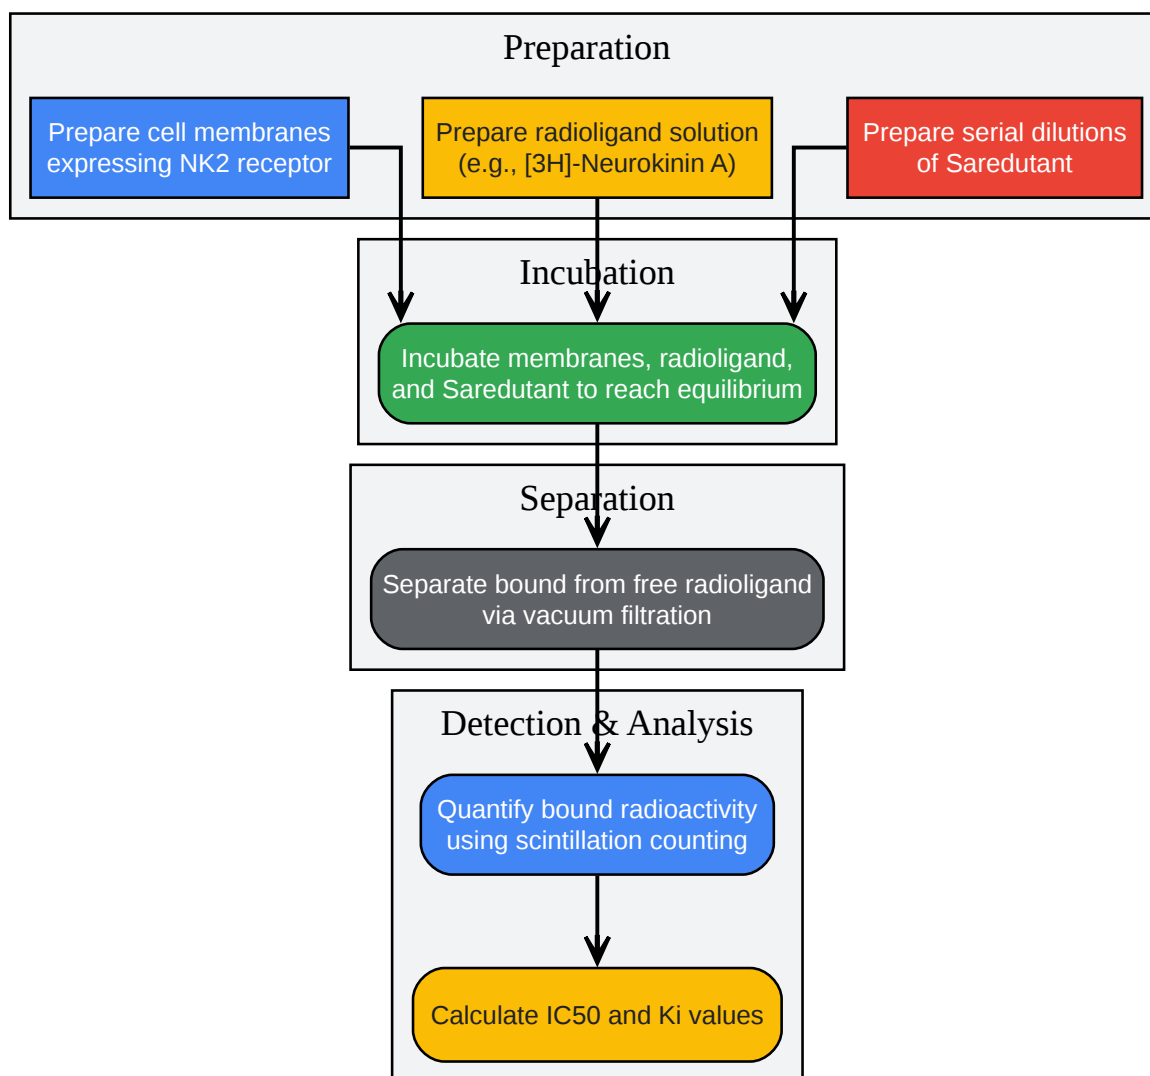 Preparation
Prepare cell membranes
expressing NK2 receptor
Prepare radioligand solution
(e.g., [3H]-Neurokinin A)
Prepare serial dilutions
of Saredutant
Incubation
Incubate membranes, radioligand,
and Saredutant to reach equilibrium
Separation
Separate bound from free radioligand
via vacuum filtration
Detection & Analysis
Quantify bound radioactivity
using scintillation counting
Calculate IC50 and Ki values